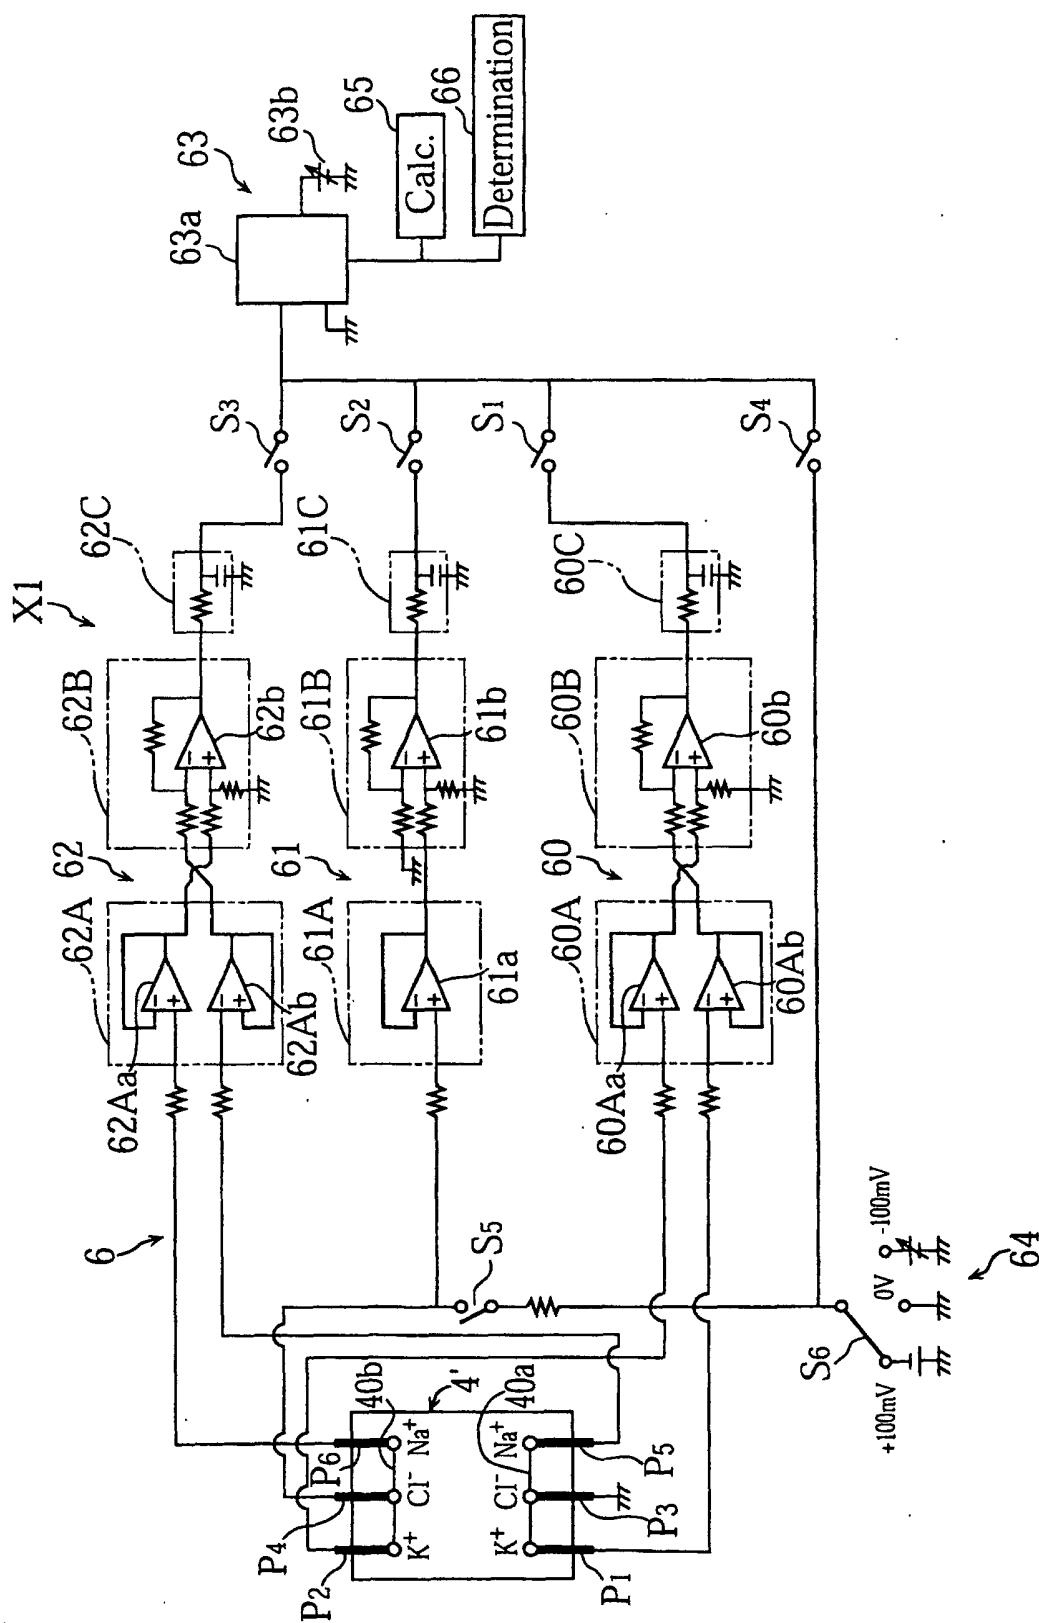 X1
6
62
62A
62Aa
62Ab
62B
62b
62C
S3
63
63a
63b
65
Calc.
66
Determination
61
61A
61a
61B
61b
61C
S2
60
60A
60Aa
60Ab
60B
60b
60C
S1
S4
S5
S6
+100mV
0V
-100mV
64
4'
40b
40a
P2
P4
P6
K+
Cl-
Na+
K+
Cl-
Na+
P1
P3
P5
- +
- +
- +
- +
- +
- +
- +
- +